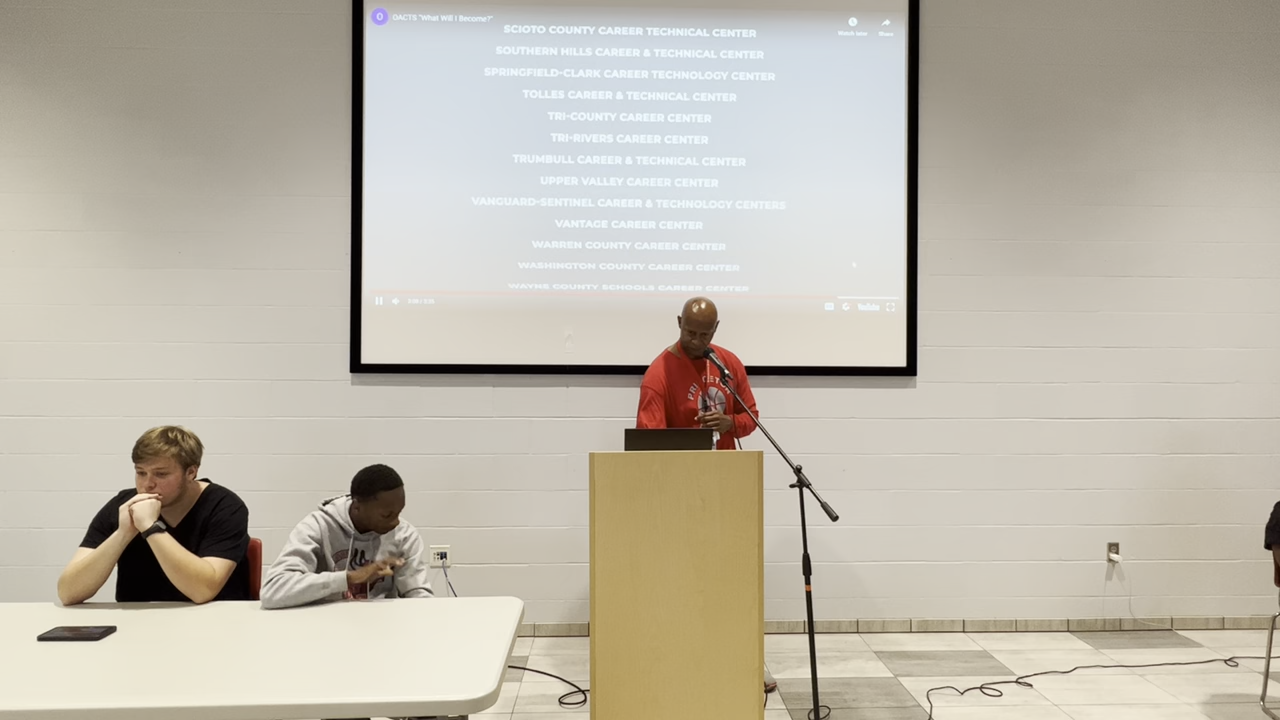 O OACTS "What Will I Become?"
Watch later
Share
SCIOTO COUNTY CAREER TECHNICAL CENTER
SOUTHERN HILLS CAREER & TECHNICAL CENTER
SPRINGFIELD-CLARK CAREER TECHNOLOGY CENTER
TOLLES CAREER & TECHNICAL CENTER
TRI-COUNTY CAREER CENTER
TRI-RIVERS CAREER CENTER
TRUMBULL CAREER & TECHNICAL CENTER
UPPER VALLEY CAREER CENTER
VANGUARD-SENTINEL CAREER & TECHNOLOGY CENTERS
VANTAGE CAREER CENTER
WARREN COUNTY CAREER CENTER
WASHINGTON COUNTY CAREER CENTER
WAYNE COUNTY SCHOOLS CAREER CENTER
YouTube